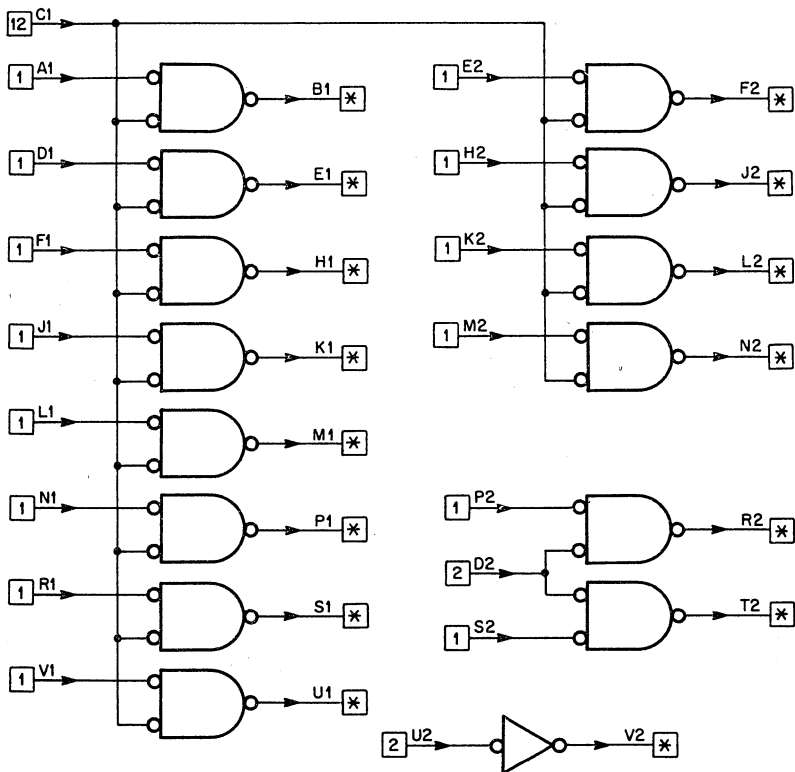 12 C1
1 A1 B1 *
1 D1 E1 *
1 F1 H1 *
1 J1 K1 *
1 L1 M1 *
1 N1 P1 *
1 R1 S1 *
1 V1 U1 *
1 E2 F2 *
1 H2 J2 *
1 K2 L2 *
1 M2 N2 *
1 P2 R2 *
2 D2
1 S2 T2 *
2 U2 V2 *